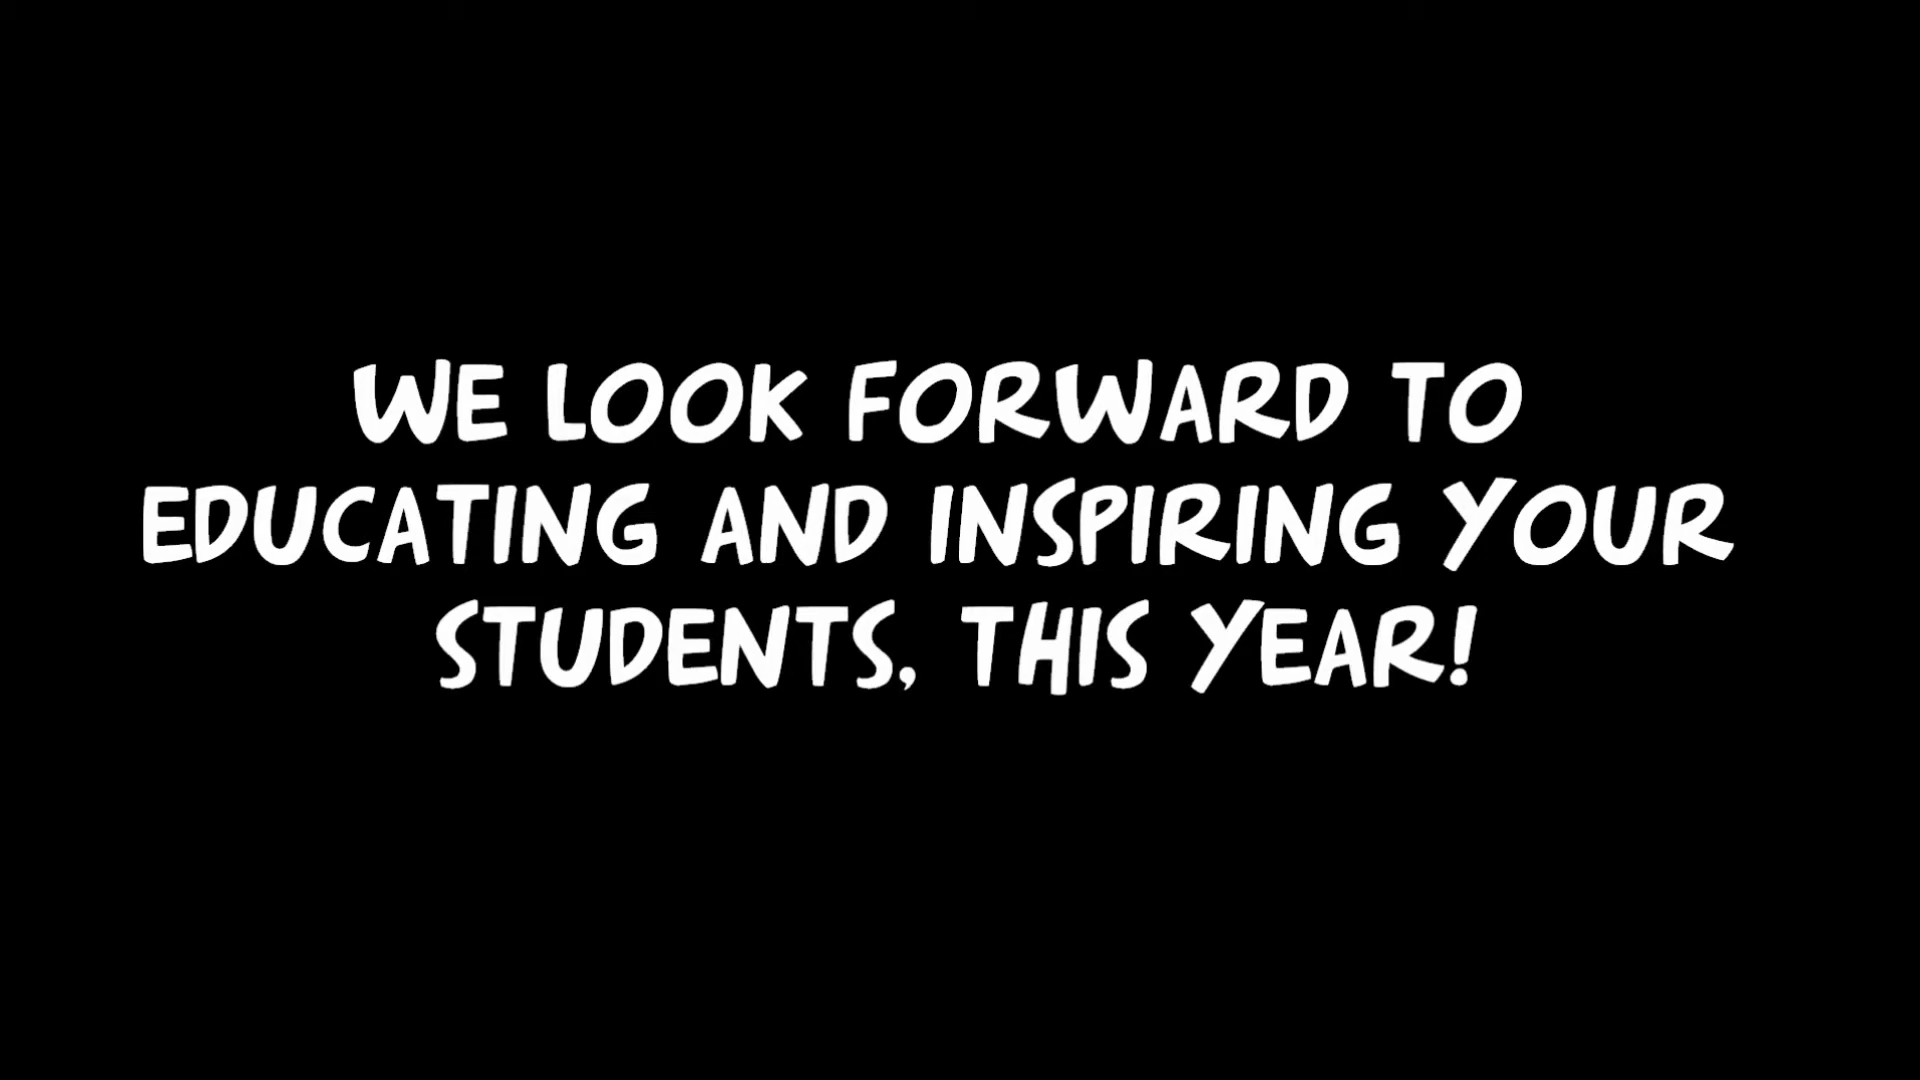 WE LOOK FORWARD TO
EDUCATING AND INSPIRING YOUR
STUDENTS, THIS YEAR!